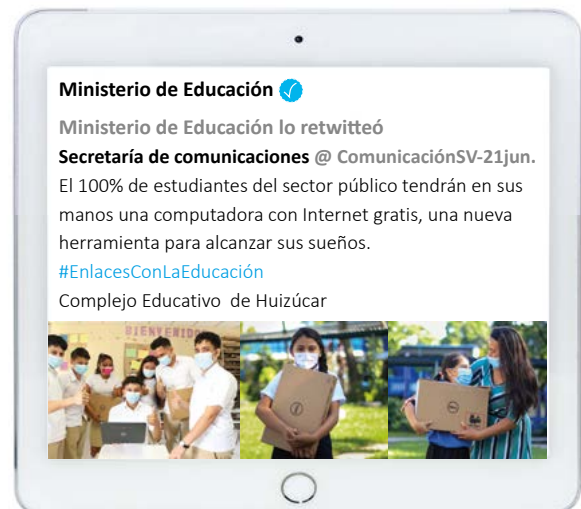 Ministerio de Educación
Ministerio de Educación lo retwitteó
Secretaría de comunicaciones @ ComunicaciónSV-21jun.
El 100% de estudiantes del sector público tendrán en sus
manos una computadora con Internet gratis, una nueva
herramienta para alcanzar sus sueños.
#EnlacesConLaEducación
Complejo Educativo de Huizúcar
BIENVENIDO
DELL
DELL